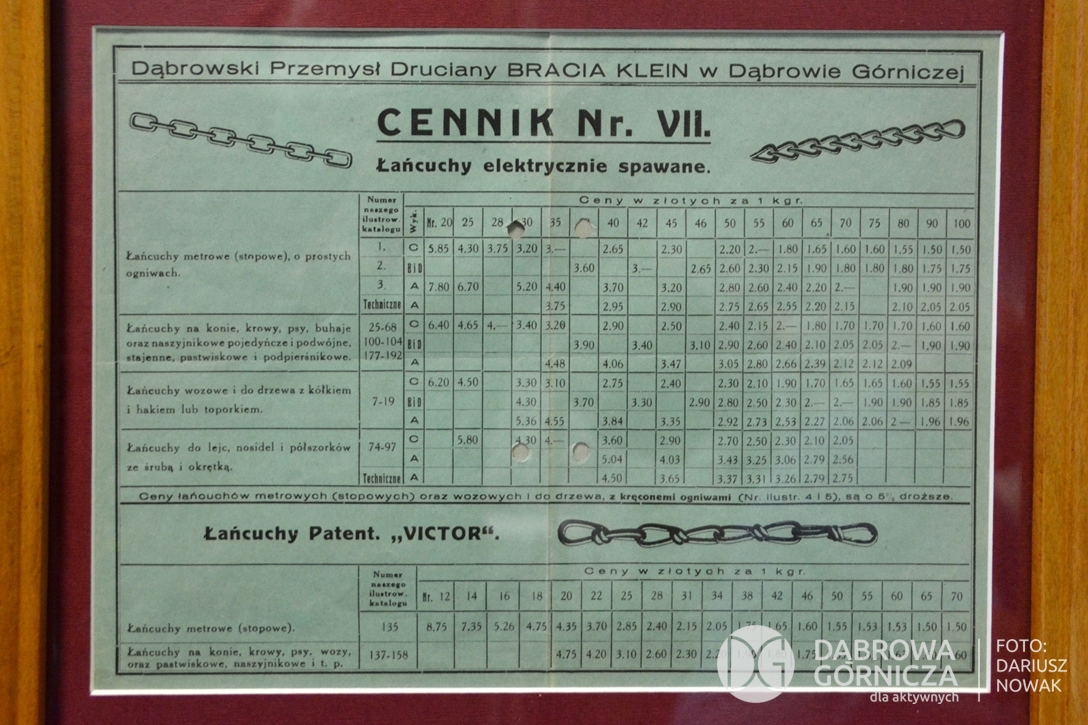 Dąbrowski Przemysł Druciany BRACIA KLEIN w Dąbrowie Górniczej
CENNIK Nr. VII.
Łańcuchy elektrycznie spawane.
Numer naszego ilustrow. katalogu
Wyk.
Ceny w złotych za 1 kgr.
Nr. 20 25 28 30 35 40 42 45 46 50 55 60 65 70 75 80 90 100
Łańcuchy metrowe (stopowe), o prostych
ogniwach.
1. C 5.85 4.30 3.75 3.20 3.— 2.65 2.30 2.20 2.— 1.80 1.65 1.60 1.60 1.55 1.50 1.50
2. BiD 3.60 3.— 2.65 2.60 2.30 2.15 1.90 1.80 1.80 1.80 1.75 1.75
3. A 7.80 6.70 5.20 4.40 3.70 3.20 2.80 2.60 2.40 2.20 2.— 1.90 1.90 1.90
Techniczne A 3.75 2.95 2.90 2.75 2.65 2.55 2.20 2.15 2.10 2.05 2.05
Łańcuchy na konie, krowy, psy, buhaje
oraz naszyjnikowe pojedyńcze i podwójne,
stajenne, pastwiskowe i podpierśnikowe.
25-68 C 6.40 4.65 4.— 3.40 3.20 2.90 2.50 2.40 2.15 2.— 1.80 1.70 1.70 1.70 1.60 1.60
100-104 BiD 3.90 3.40 3.10 2.90 2.60 2.40 2.10 2.05 2.05 2.— 1.90 1.90
177-192 A 4.48 4.06 3.47 3.05 2.80 2.66 2.39 2.12 2.12 2.09
Łańcuchy wozowe i do drzewa z kółkiem
i hakiem lub toporkiem.
7-19
C 6.20 4.50 3.30 3.10 2.75 2.40 2.30 2.10 1.90 1.70 1.65 1.65 1.60 1.55 1.55
BiD 4.30 3.70 3.30 2.90 2.80 2.50 2.30 2.— 2.— 1.90 1.90 1.85 1.85
A 5.36 4.55 3.84 3.35 2.92 2.73 2.53 2.27 2.06 2.06 2.— 1.96 1.96
Łańcuchy do lejc, nosideł i półszorków
ze śrubą i okrętką.
74-97 C 5.80 4.30 4.— 3.60 2.90 2.70 2.50 2.30 2.10 2.05
A 5.04 4.03 3.43 3.25 3.06 2.79 2.56
Techniczne A 4.50 3.65 3.37 3.31 3.26 2.79 2.75
Ceny łańcuchów metrowych (stopowych) oraz wozowych i do drzewa, z kręconemi ogniwami (Nr. ilustr. 4 i 5), są o 5 droższe.
Łańcuchy Patent. „VICTOR“.
Numer naszego ilustrow. katalogu
Ceny w złotych za 1 kgr.
Nr. 12 14 16 18 20 22 25 28 31 34 38 42 46 50 55 60 65 70
Łańcuchy metrowe (stopowe). 135 8,75 7,35 5.26 4.75 4.35 3.70 2.85 2.40 2.15 2.05 1.65 1.60 1.55 1.53 1.53 1.50 1.50
Łańcuchy na konie, krowy, psy, wozy,
oraz pastwiskowe, naszyjnikowe i t. p.
137-158 4.75 4.20 3.10 2.60 2.30
DG
DĄBROWA
GÓRNICZA
dla aktywnych
FOTO:
DARIUSZ
NOWAK